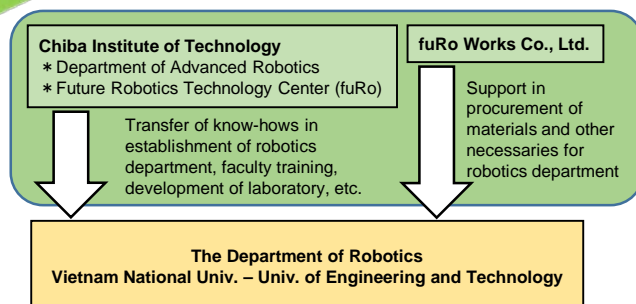 Chiba Institute of Technology
* Department of Advanced Robotics
* Future Robotics Technology Center (fuRo)
fuRo Works Co., Ltd.
Transfer of know-hows in
establishment of robotics
department, faculty training,
development of laboratory, etc.
Support in
procurement of
materials and other
necessaries for
robotics department
The Department of Robotics
Vietnam National Univ. – Univ. of Engineering and Technology